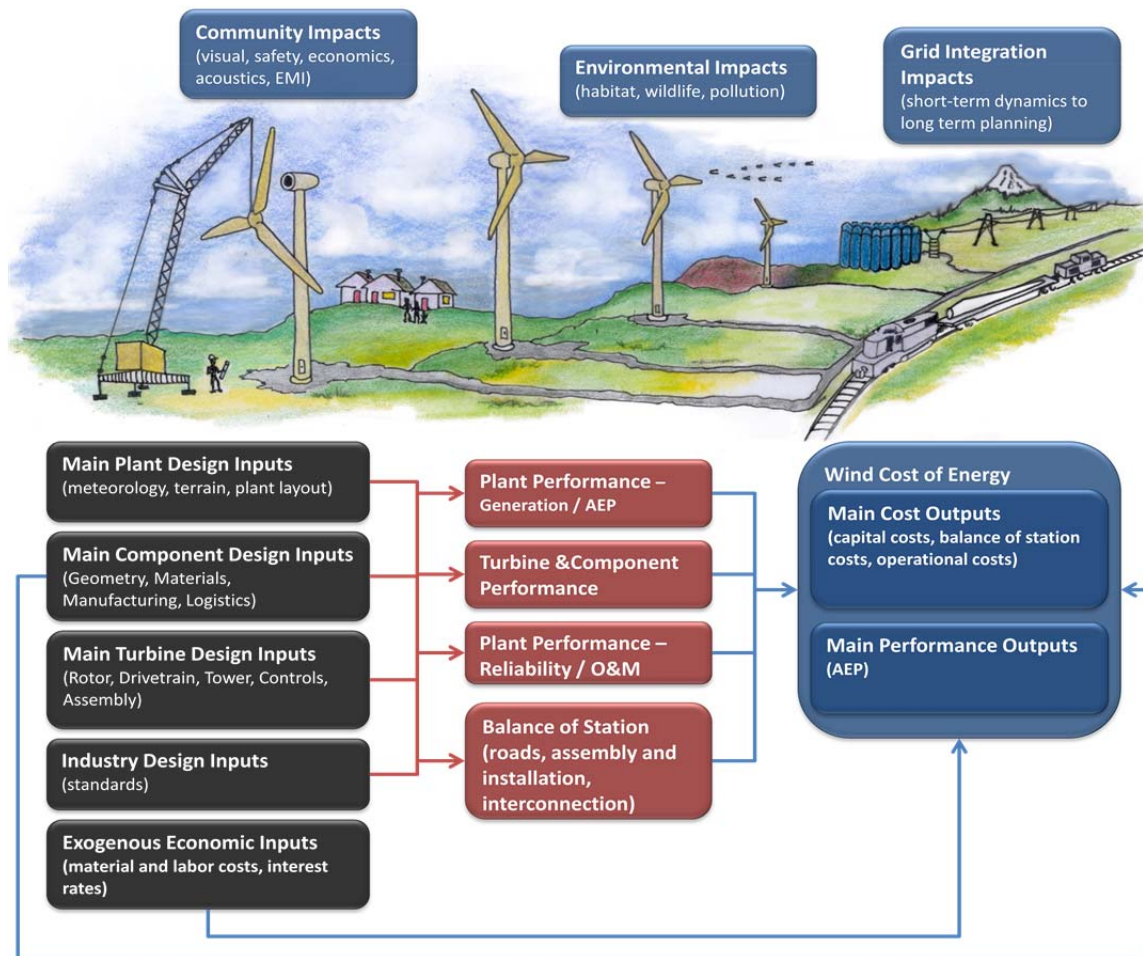 Community Impacts
(visual, safety, economics,
acoustics, EMI)
Environmental Impacts
(habitat, wildlife, pollution)
Grid Integration
Impacts
(short-term dynamics to
long term planning)
Main Plant Design Inputs
(meteorology, terrain, plant layout)
Main Component Design Inputs
(Geometry, Materials,
Manufacturing, Logistics)
Main Turbine Design Inputs
(Rotor, Drivetrain, Tower, Controls,
Assembly)
Industry Design Inputs
(standards)
Exogenous Economic Inputs
(material and labor costs, interest
rates)
Plant Performance –
Generation / AEP
Turbine &Component
Performance
Plant Performance –
Reliability / O&M
Balance of Station
(roads, assembly and
installation,
interconnection)
Wind Cost of Energy
Main Cost Outputs
(capital costs, balance of station
costs, operational costs)
Main Performance Outputs
(AEP)